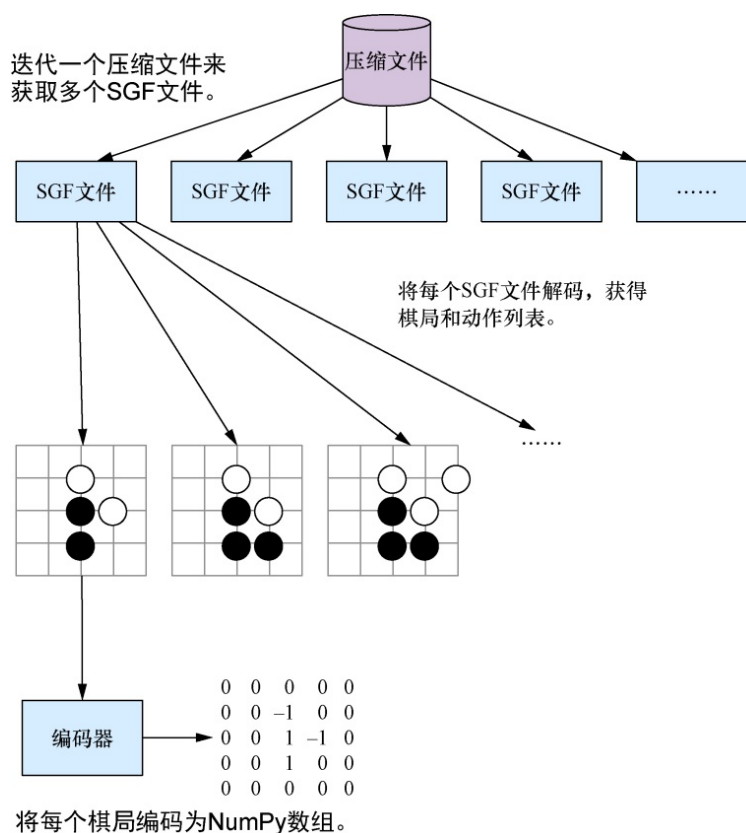 压缩文件
迭代一个压缩文件来
获取多个SGF文件。
SGF文件 SGF文件 SGF文件 SGF文件 ……
将每个SGF文件解码，获得
棋局和动作列表。
……
0 0 0 0 0
0 0 –1 0 0
编码器
0 0 1 –1 0
0 0 1 0 0
0 0 0 0 0
将每个棋局编码为NumPy数组。